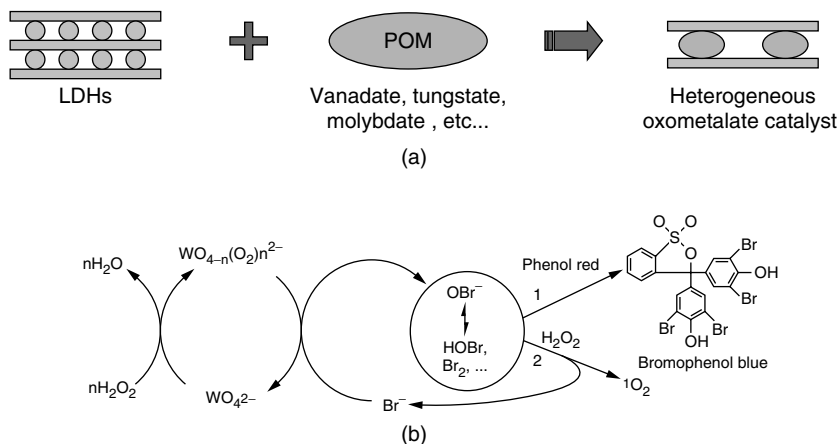 POM
LDHs
Vanadate, tungstate,
molybdate , etc...
Heterogeneous
oxometalate catalyst
(a)
nH₂O
WO₄₋ₙ(O₂)n²⁻
nH₂O₂
WO₄²⁻
Br⁻
OBr⁻
HOBr,
Br₂, ...
Phenol red
1
H₂O₂
2
¹O₂
O
O
S
O
Br
OH
Br
Br
Br
OH
Bromophenol blue
(b)